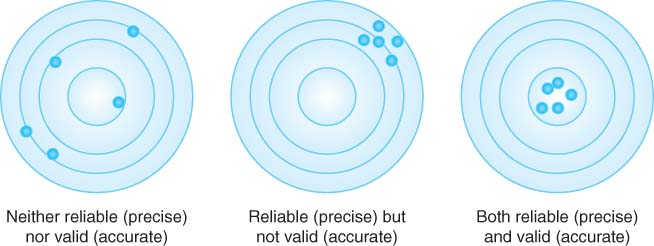 Neither reliable (precise)
nor valid (accurate)
Reliable (precise) but
not valid (accurate)
Both reliable (precise)
and valid (accurate)